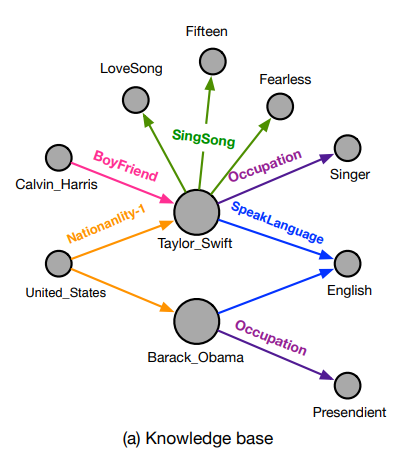 Fifteen
LoveSong
Fearless
SingSong
BoyFriend
Occupation
Singer
Calvin_Harris
Nationanlity-1
SpeakLanguage
Taylor_Swift
United_States
English
Occupation
Barack_Obama
Presendient
(a) Knowledge base